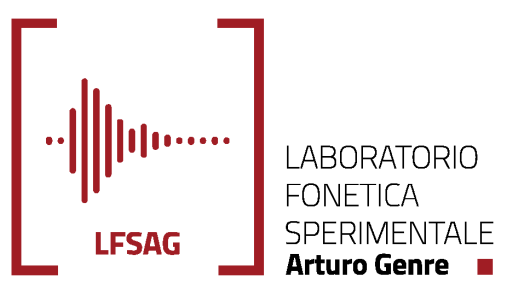 LFSAG
LABORATORIO
FONETICA
SPERIMENTALE
Arturo Genre